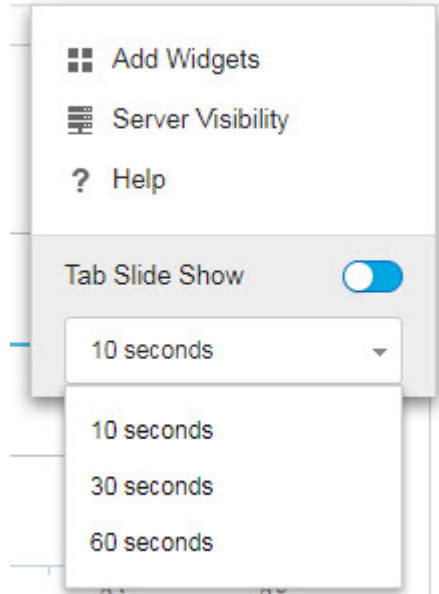 Add Widgets
Server Visibility
? Help
Tab Slide Show
10 seconds
10 seconds
30 seconds
60 seconds